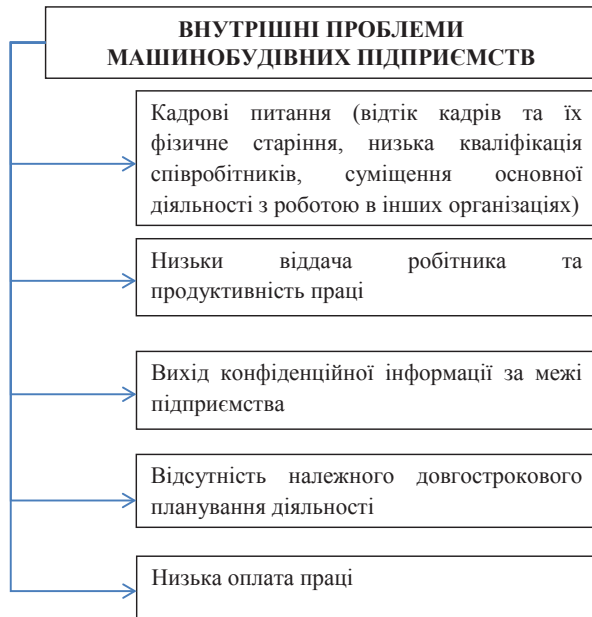 ВНУТРІШНІ ПРОБЛЕМИ
МАШИНОБУДІВНИХ ПІДПРИЄМСТВ
Кадрові питання (відтік кадрів та їх
фізичне старіння, низька кваліфікація
співробітників, суміщення основної
діяльності з роботою в інших організаціях)
Низьки віддача робітника та
продуктивність праці
Вихід конфіденційної інформації за межі
підприємства
Відсутність належного довгострокового
планування діяльності
Низька оплата праці